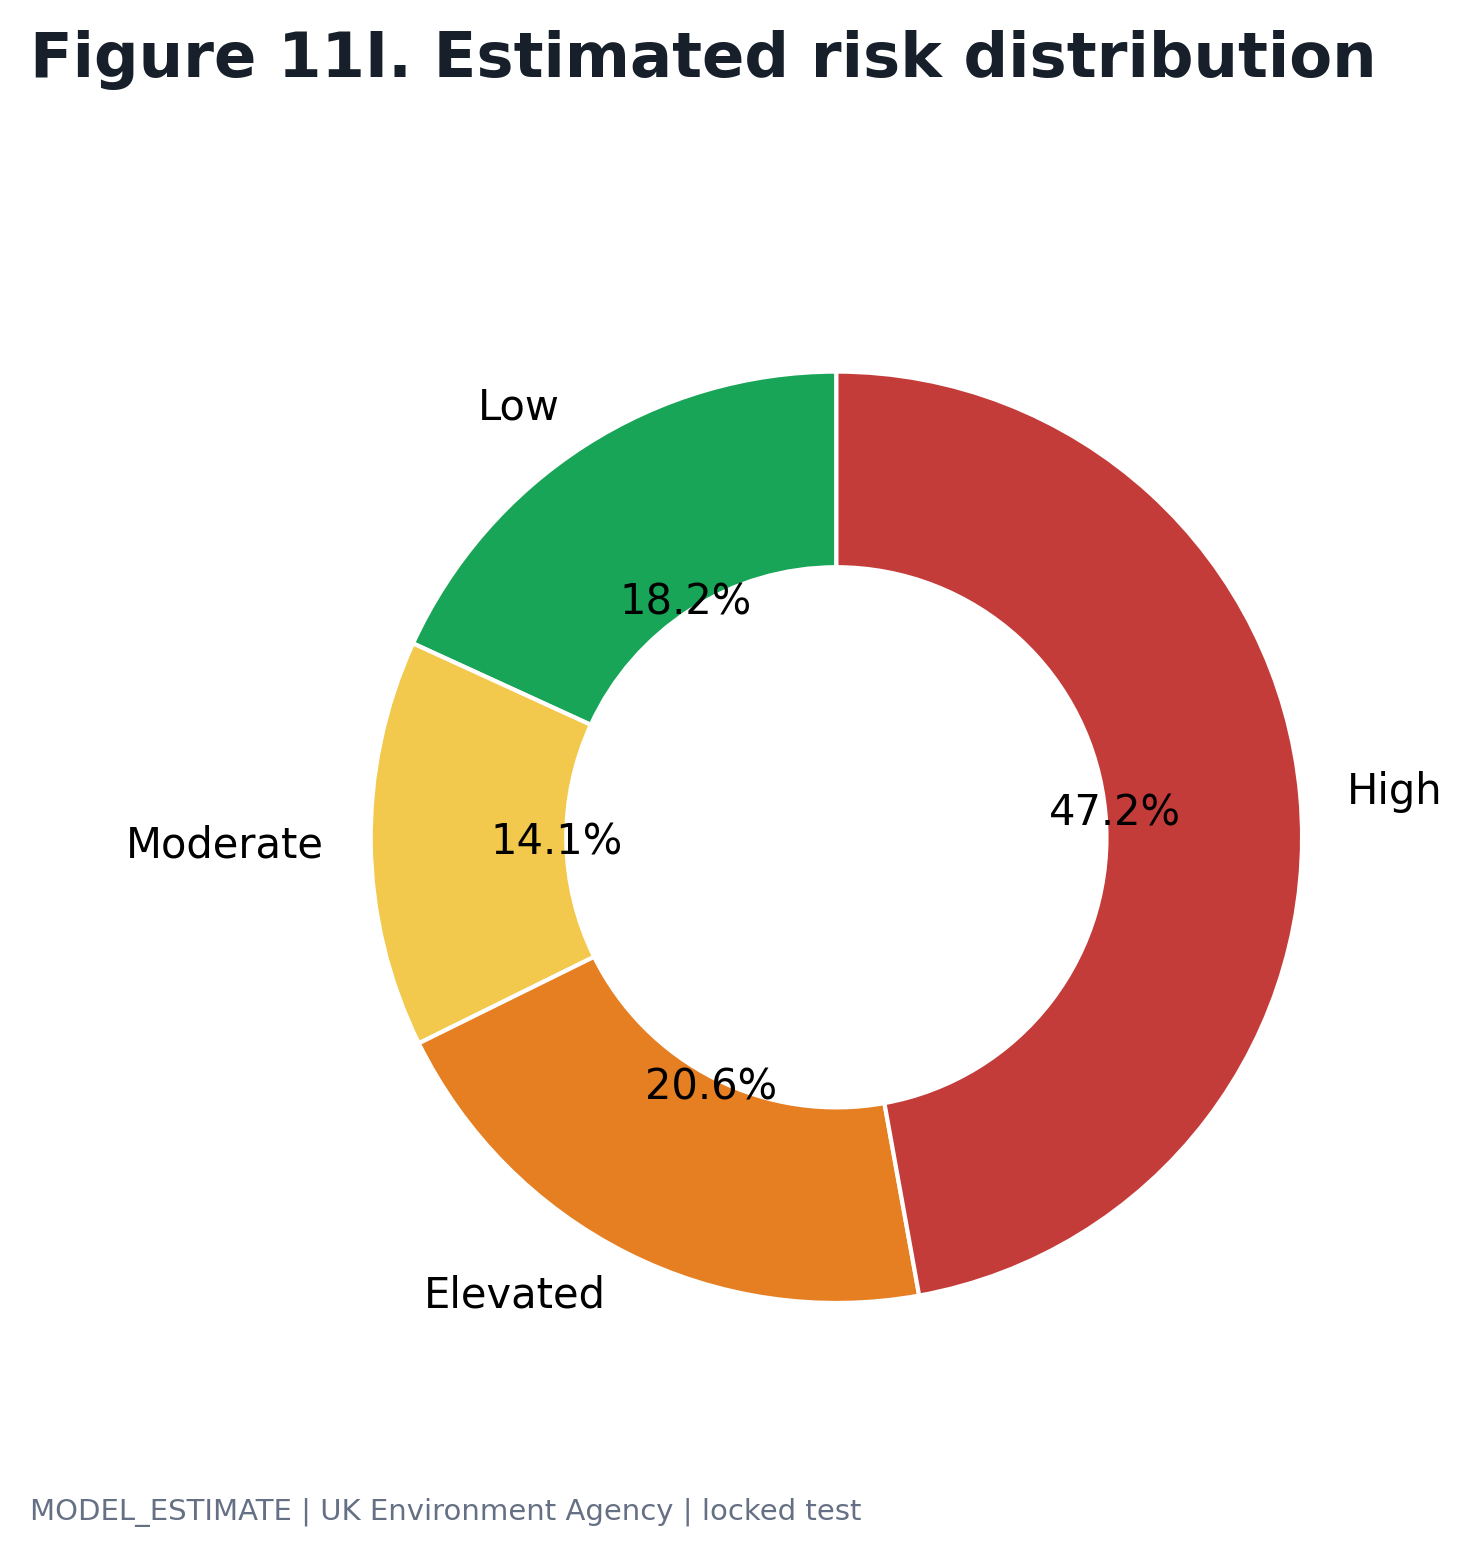 Figure 11I. Estimated risk distribution
Low
18.2%
High
47.2%
Moderate
14.1%
20.6%
Elevated
MODEL_ESTIMATE | UK Environment Agency | locked test